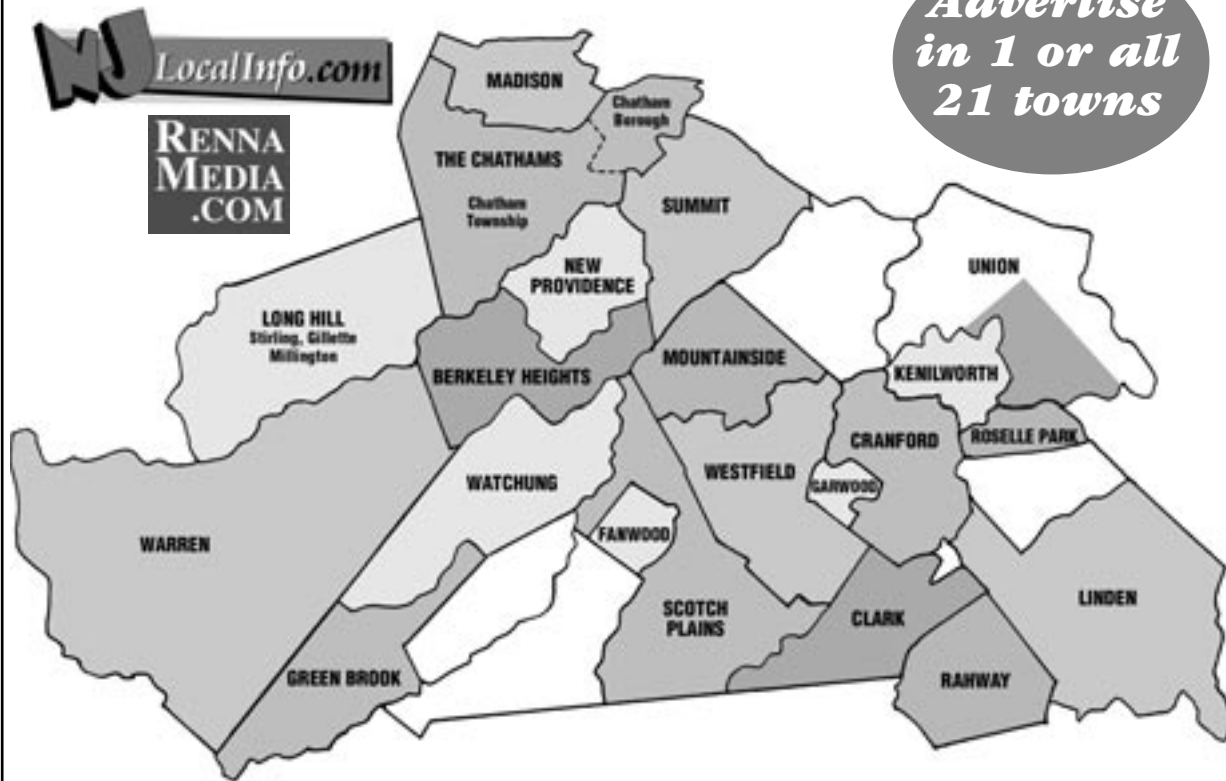 NJ LocalInfo.com
RENNA
MEDIA
.COM
Advertise
in 1 or all
21 towns
MADISON
Chatham
Borough
THE CHATHAMS
Chatham
Township
SUMMIT
NEW
PROVIDENCE
UNION
LONG HILL
Stirling, Gillette
Millington
BERKELEY HEIGHTS
MOUNTAINSIDE
KENILWORTH
CRANFORD
ROSELLE PARK
WATCHUNG
WESTFIELD
GARWOOD
WARREN
FANWOOD
SCOTCH
PLAINS
CLARK
LINDEN
GREEN BROOK
RAHWAY